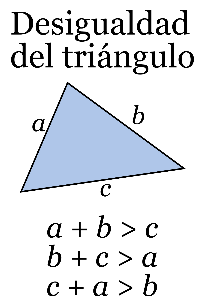 Desigualdad
del triángulo
a
b
c
a + b > c
b + c > a
c + a > b